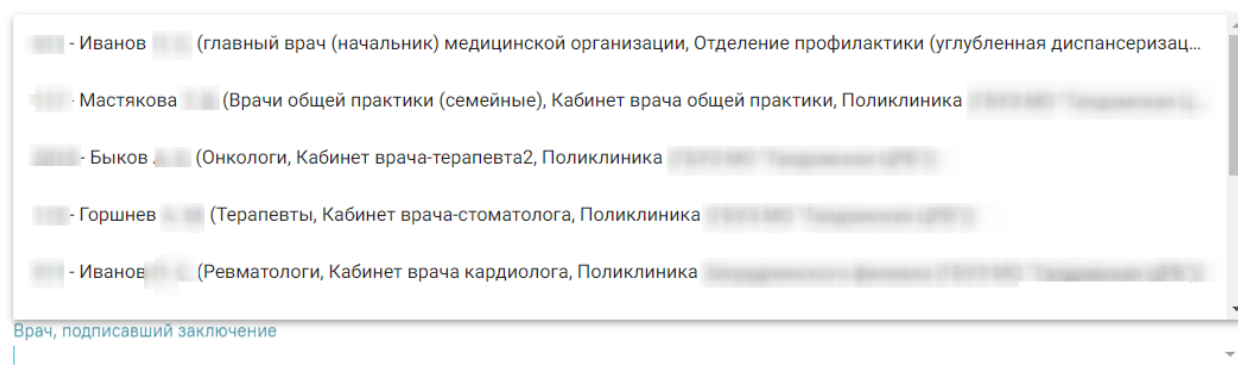 - Иванов (главный врач (начальник) медицинской организации, Отделение профилактики (углубленная диспансеризац...
- Мастякова (Врачи общей практики (семейные), Кабинет врача общей практики, Поликлиника
- Быков (Онкологи, Кабинет врача-терапевта2, Поликлиника
- Горшнев (Терапевты, Кабинет врача-стоматолога, Поликлиника
- Иванов (Ревматологи, Кабинет врача кардиолога, Поликлиника
Врач, подписавший заключение